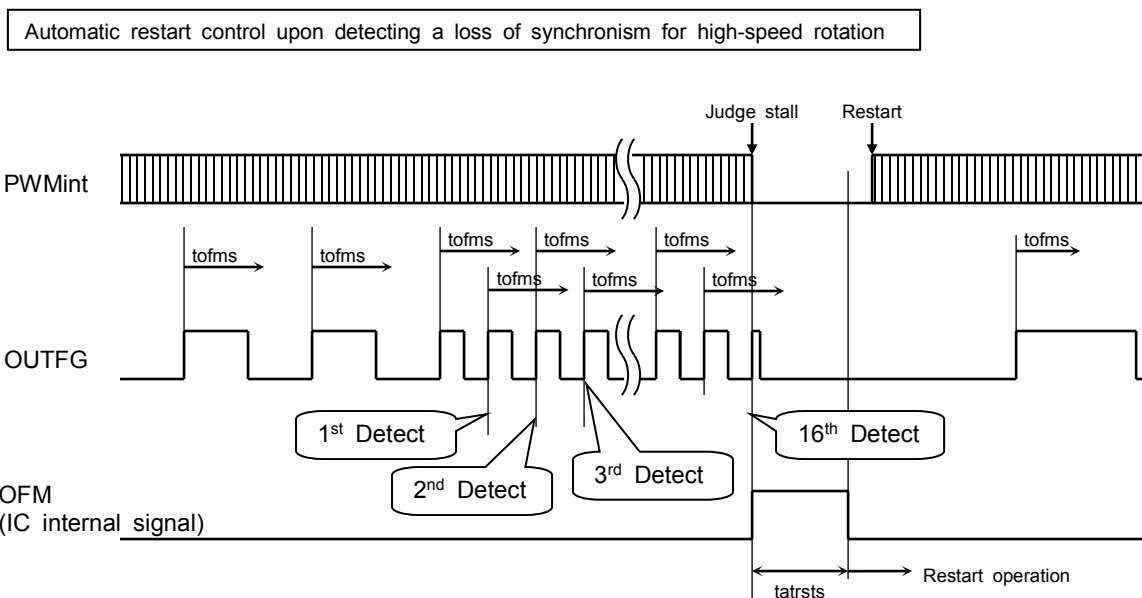 Automatic restart control upon detecting a loss of synchronism for high-speed rotation
Judge stall
Restart
PWMint
tofms
tofms
tofms
tofms
tofms
tofms
tofms
tofms
tofms
OUTFG
1st Detect
2nd Detect
3rd Detect
16th Detect
OFM
(IC internal signal)
tatrsts
Restart operation